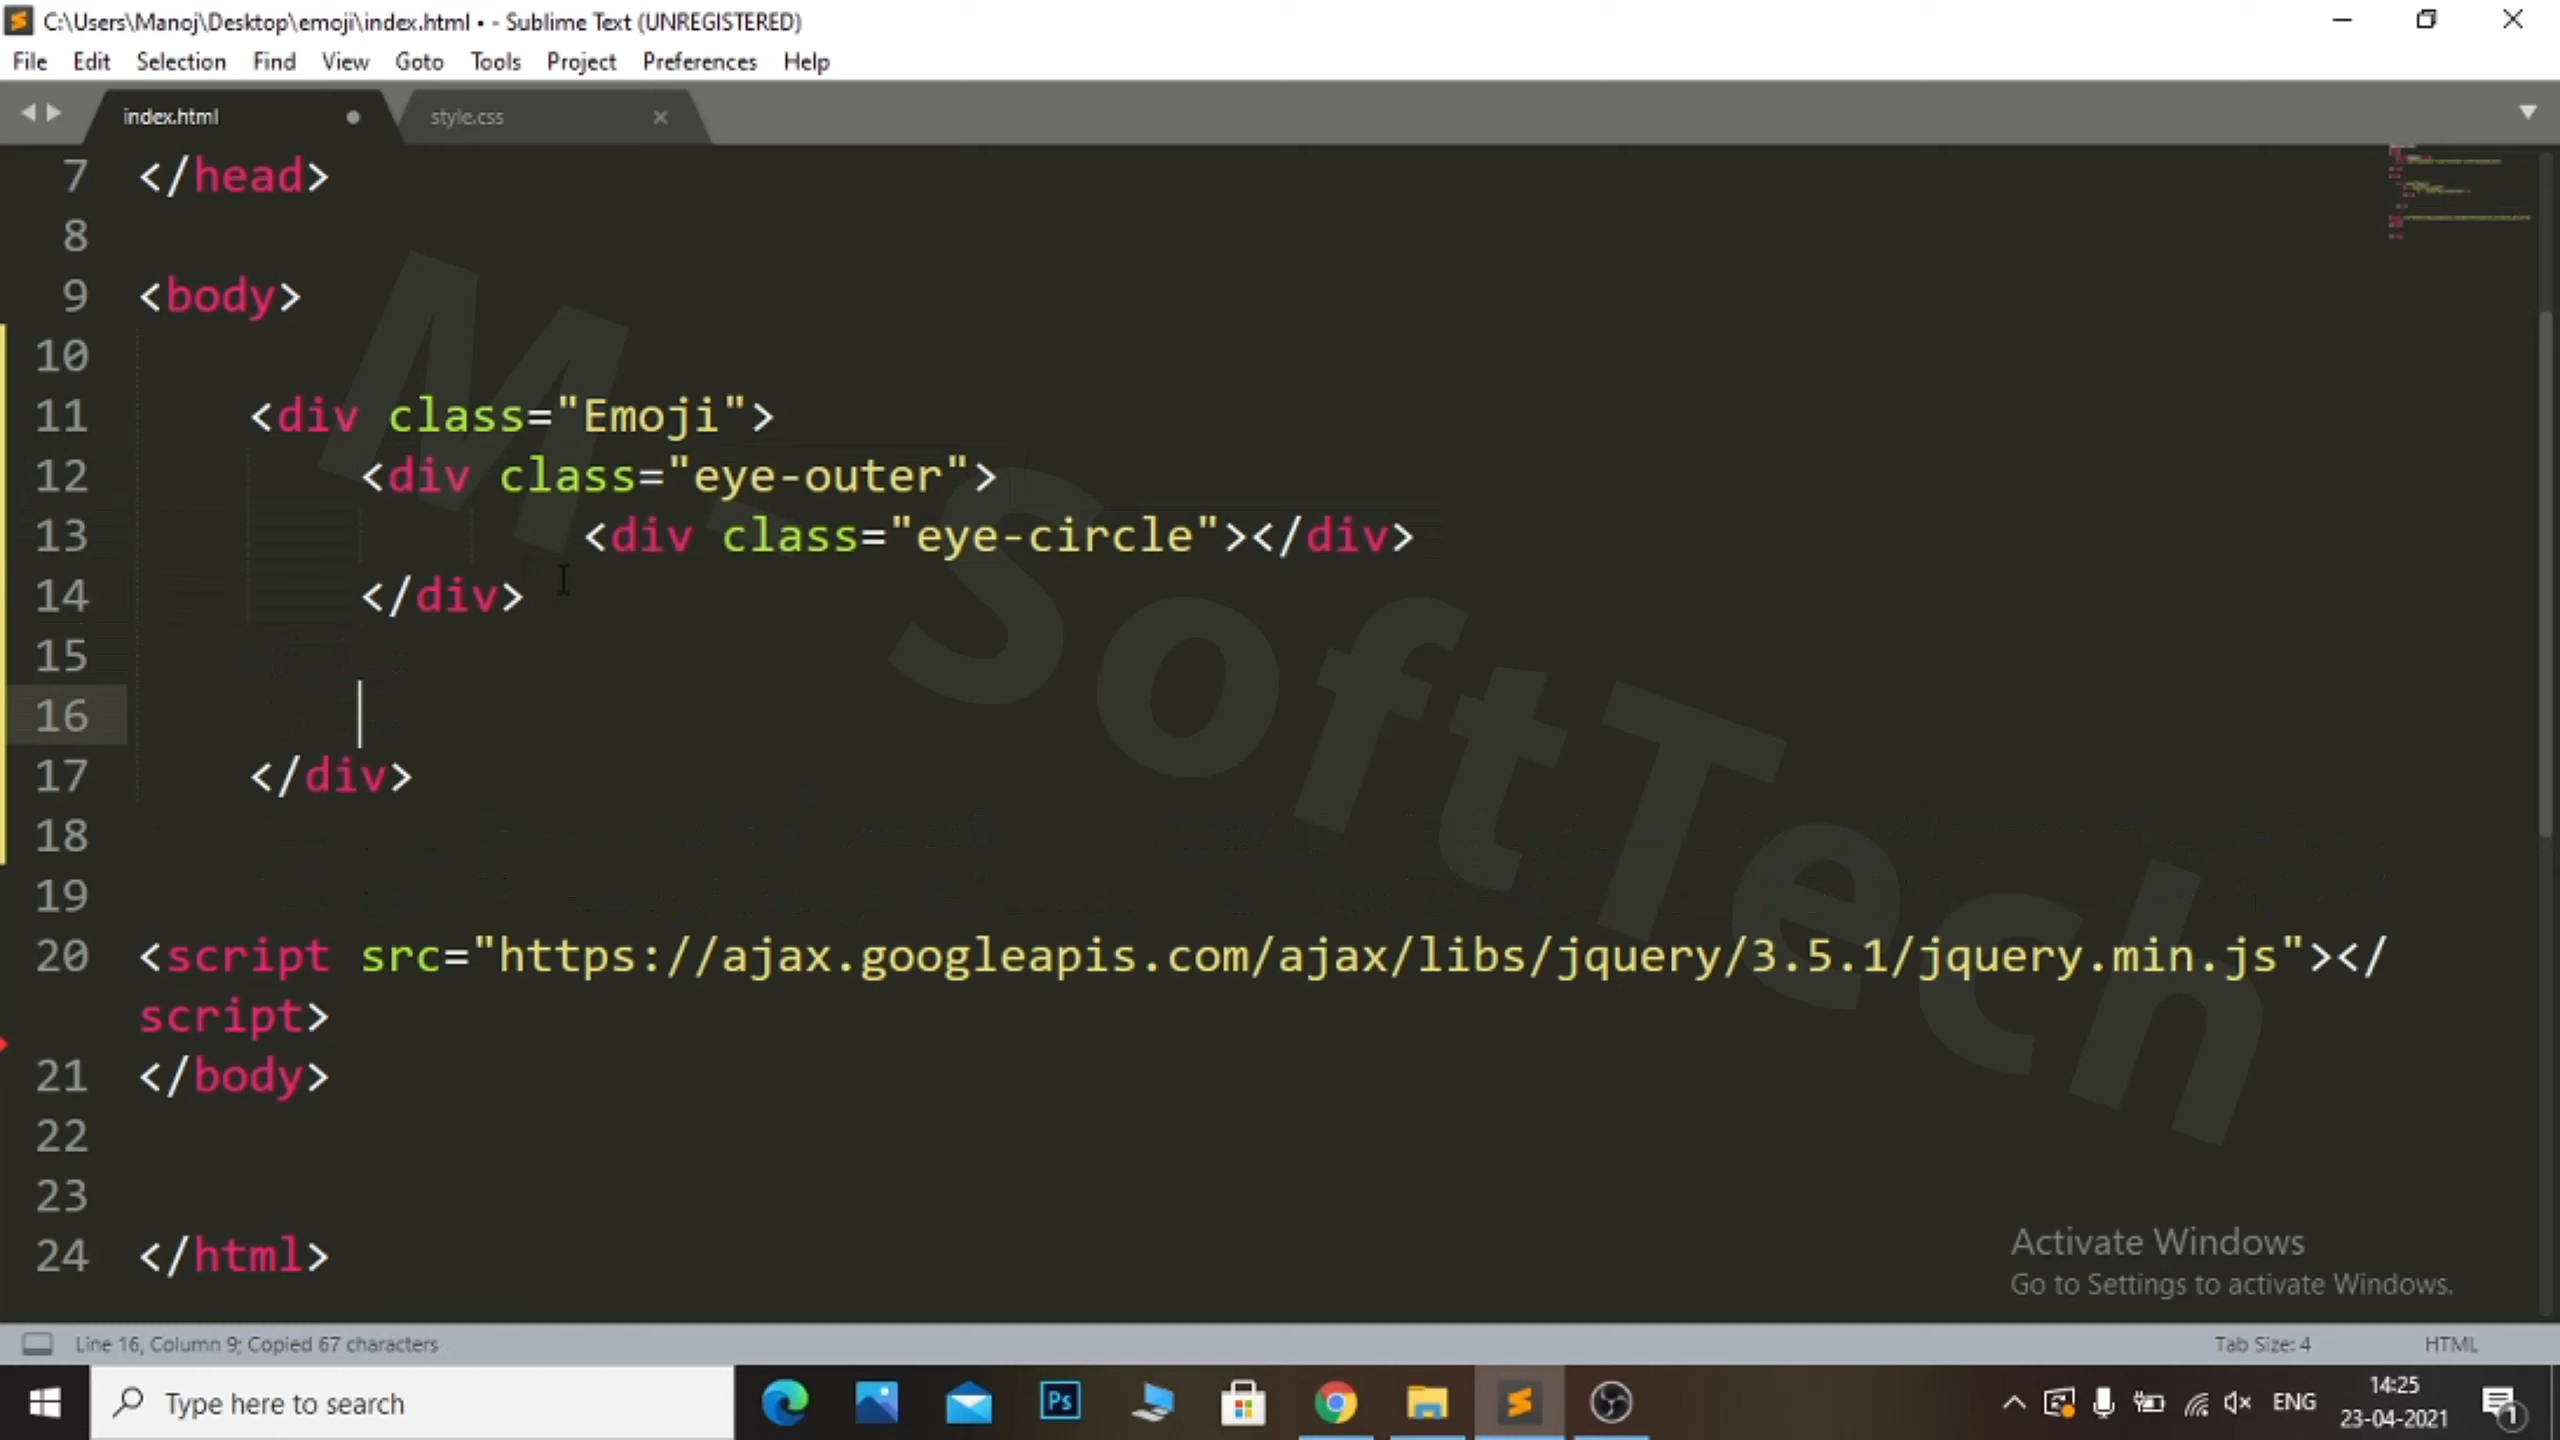 C:\Users\Manoj\Desktop\emoji\index.html • - Sublime Text (UNREGISTERED)
File Edit Selection Find View Goto Tools Project Preferences Help
index.html style.css
7 </head>
8
9 <body>
10
11 <div class="Emoji">
12 <div class="eye-outer">
13 <div class="eye-circle"></div>
14 </div>
15
16
17 </div>
18
19
20 <script src="https://ajax.googleapis.com/ajax/libs/jquery/3.5.1/jquery.min.js"></
script>
21 </body>
22
23
24 </html>
M - SoftTech
Activate Windows
Go to Settings to activate Windows.
Line 16, Column 9; Copied 67 characters Tab Size: 4 HTML
Type here to search Ps ENG 14:25
23-04-2021 1